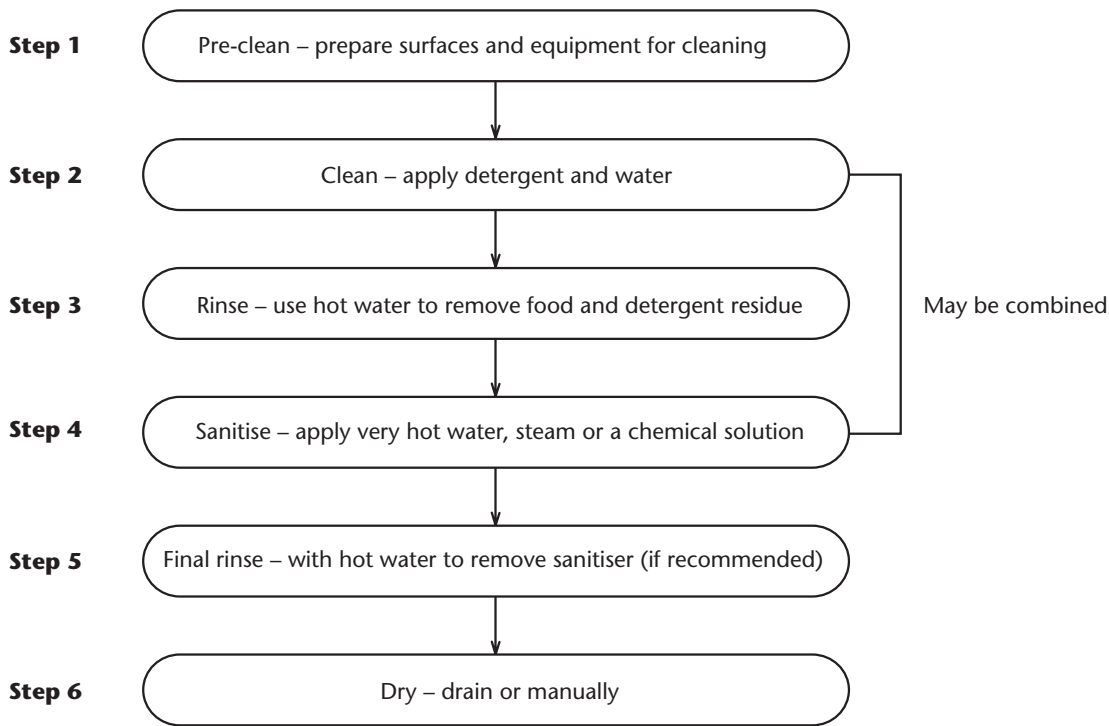 Step 1 Pre-clean – prepare surfaces and equipment for cleaning
Step 2 Clean – apply detergent and water
Step 3 Rinse – use hot water to remove food and detergent residue May be combined
Step 4 Sanitise – apply very hot water, steam or a chemical solution
Step 5 Final rinse – with hot water to remove sanitiser (if recommended)
Step 6 Dry – drain or manually